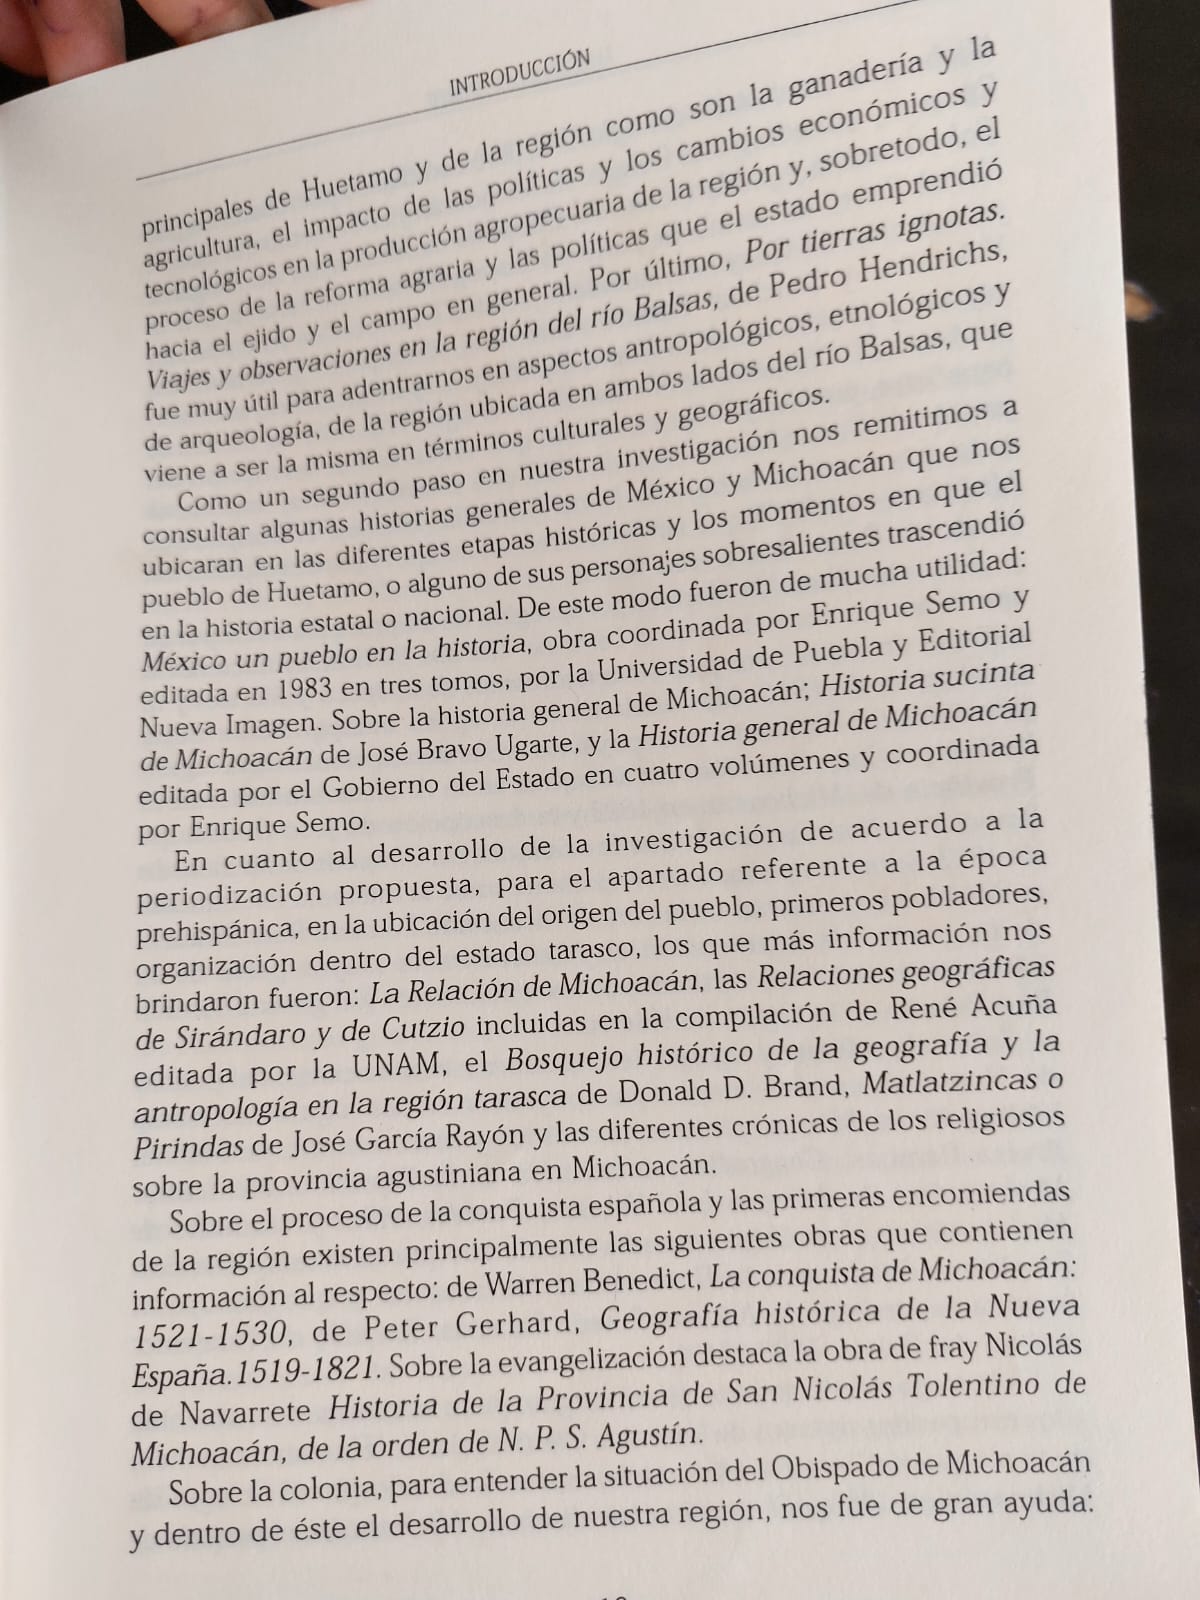 INTRODUCCIÓN
principales de Huetamo y de la región como son la ganadería y la
agricultura, el impacto de las políticas y los cambios económicos y
tecnológicos en la producción agropecuaria de la región y, sobretodo, el
proceso de la reforma agraria y las políticas que el estado emprendió
hacia el ejido y el campo en general. Por último, Por tierras ignotas.
Viajes y observaciones en la región del río Balsas, de Pedro Hendrichs,
fue muy útil para adentrarnos en aspectos antropológicos, etnológicos y
de arqueología, de la región ubicada en ambos lados del río Balsas, que
viene a ser la misma en términos culturales y geográficos.
Como un segundo paso en nuestra investigación nos remitimos a
consultar algunas historias generales de México y Michoacán que nos
ubicaran en las diferentes etapas históricas y los momentos en que el
pueblo de Huetamo, o alguno de sus personajes sobresalientes trascendió
en la historia estatal o nacional. De este modo fueron de mucha utilidad:
México un pueblo en la historia, obra coordinada por Enrique Semo y
editada en 1983 en tres tomos, por la Universidad de Puebla y Editorial
Nueva Imagen. Sobre la historia general de Michoacán; Historia sucinta
de Michoacán de José Bravo Ugarte, y la Historia general de Michoacán
editada por el Gobierno del Estado en cuatro volúmenes y coordinada
por Enrique Semo.
En cuanto al desarrollo de la investigación de acuerdo a la
periodización propuesta, para el apartado referente a la época
prehispánica, en la ubicación del origen del pueblo, primeros pobladores,
organización dentro del estado tarasco, los que más información nos
brindaron fueron: La Relación de Michoacán, las Relaciones geográficas
de Sirándaro y de Cutzio incluidas en la compilación de René Acuña
editada por la UNAM, el Bosquejo histórico de la geografía y la
antropología en la región tarasca de Donald D. Brand, Matlatzincas o
Pirindas de José García Rayón y las diferentes crónicas de los religiosos
sobre la provincia agustiniana en Michoacán.
Sobre el proceso de la conquista española y las primeras encomiendas
de la región existen principalmente las siguientes obras que contienen
información al respecto: de Warren Benedict, La conquista de Michoacán:
1521-1530, de Peter Gerhard, Geografía histórica de la Nueva
España.1519-1821. Sobre la evangelización destaca la obra de fray Nicolás
de Navarrete Historia de la Provincia de San Nicolás Tolentino de
Michoacán, de la orden de N. P. S. Agustín.
Sobre la colonia, para entender la situación del Obispado de Michoacán
y dentro de éste el desarrollo de nuestra región, nos fue de gran ayuda: